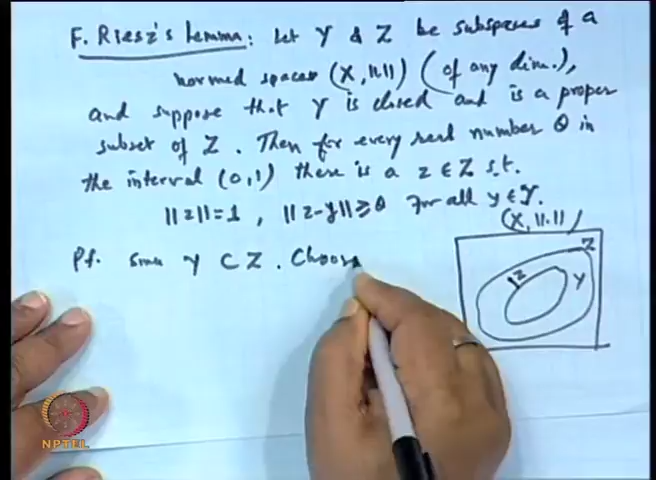 F. Riesz's Lemma: Let Y & Z be subspaces of a
normed spaces (X, ||·||) (of any dim.),
and suppose that Y is closed and is a proper
subset of Z. Then for every real number θ in
the interval (0,1) there is a z ∈ Z s.t.
||z||=1, ||z-y|| ≥ θ for all y ∈ Y.
(X, ||·||)
Z
z
Y
Pf. Since Y ⊂ Z. Choose
NPTEL